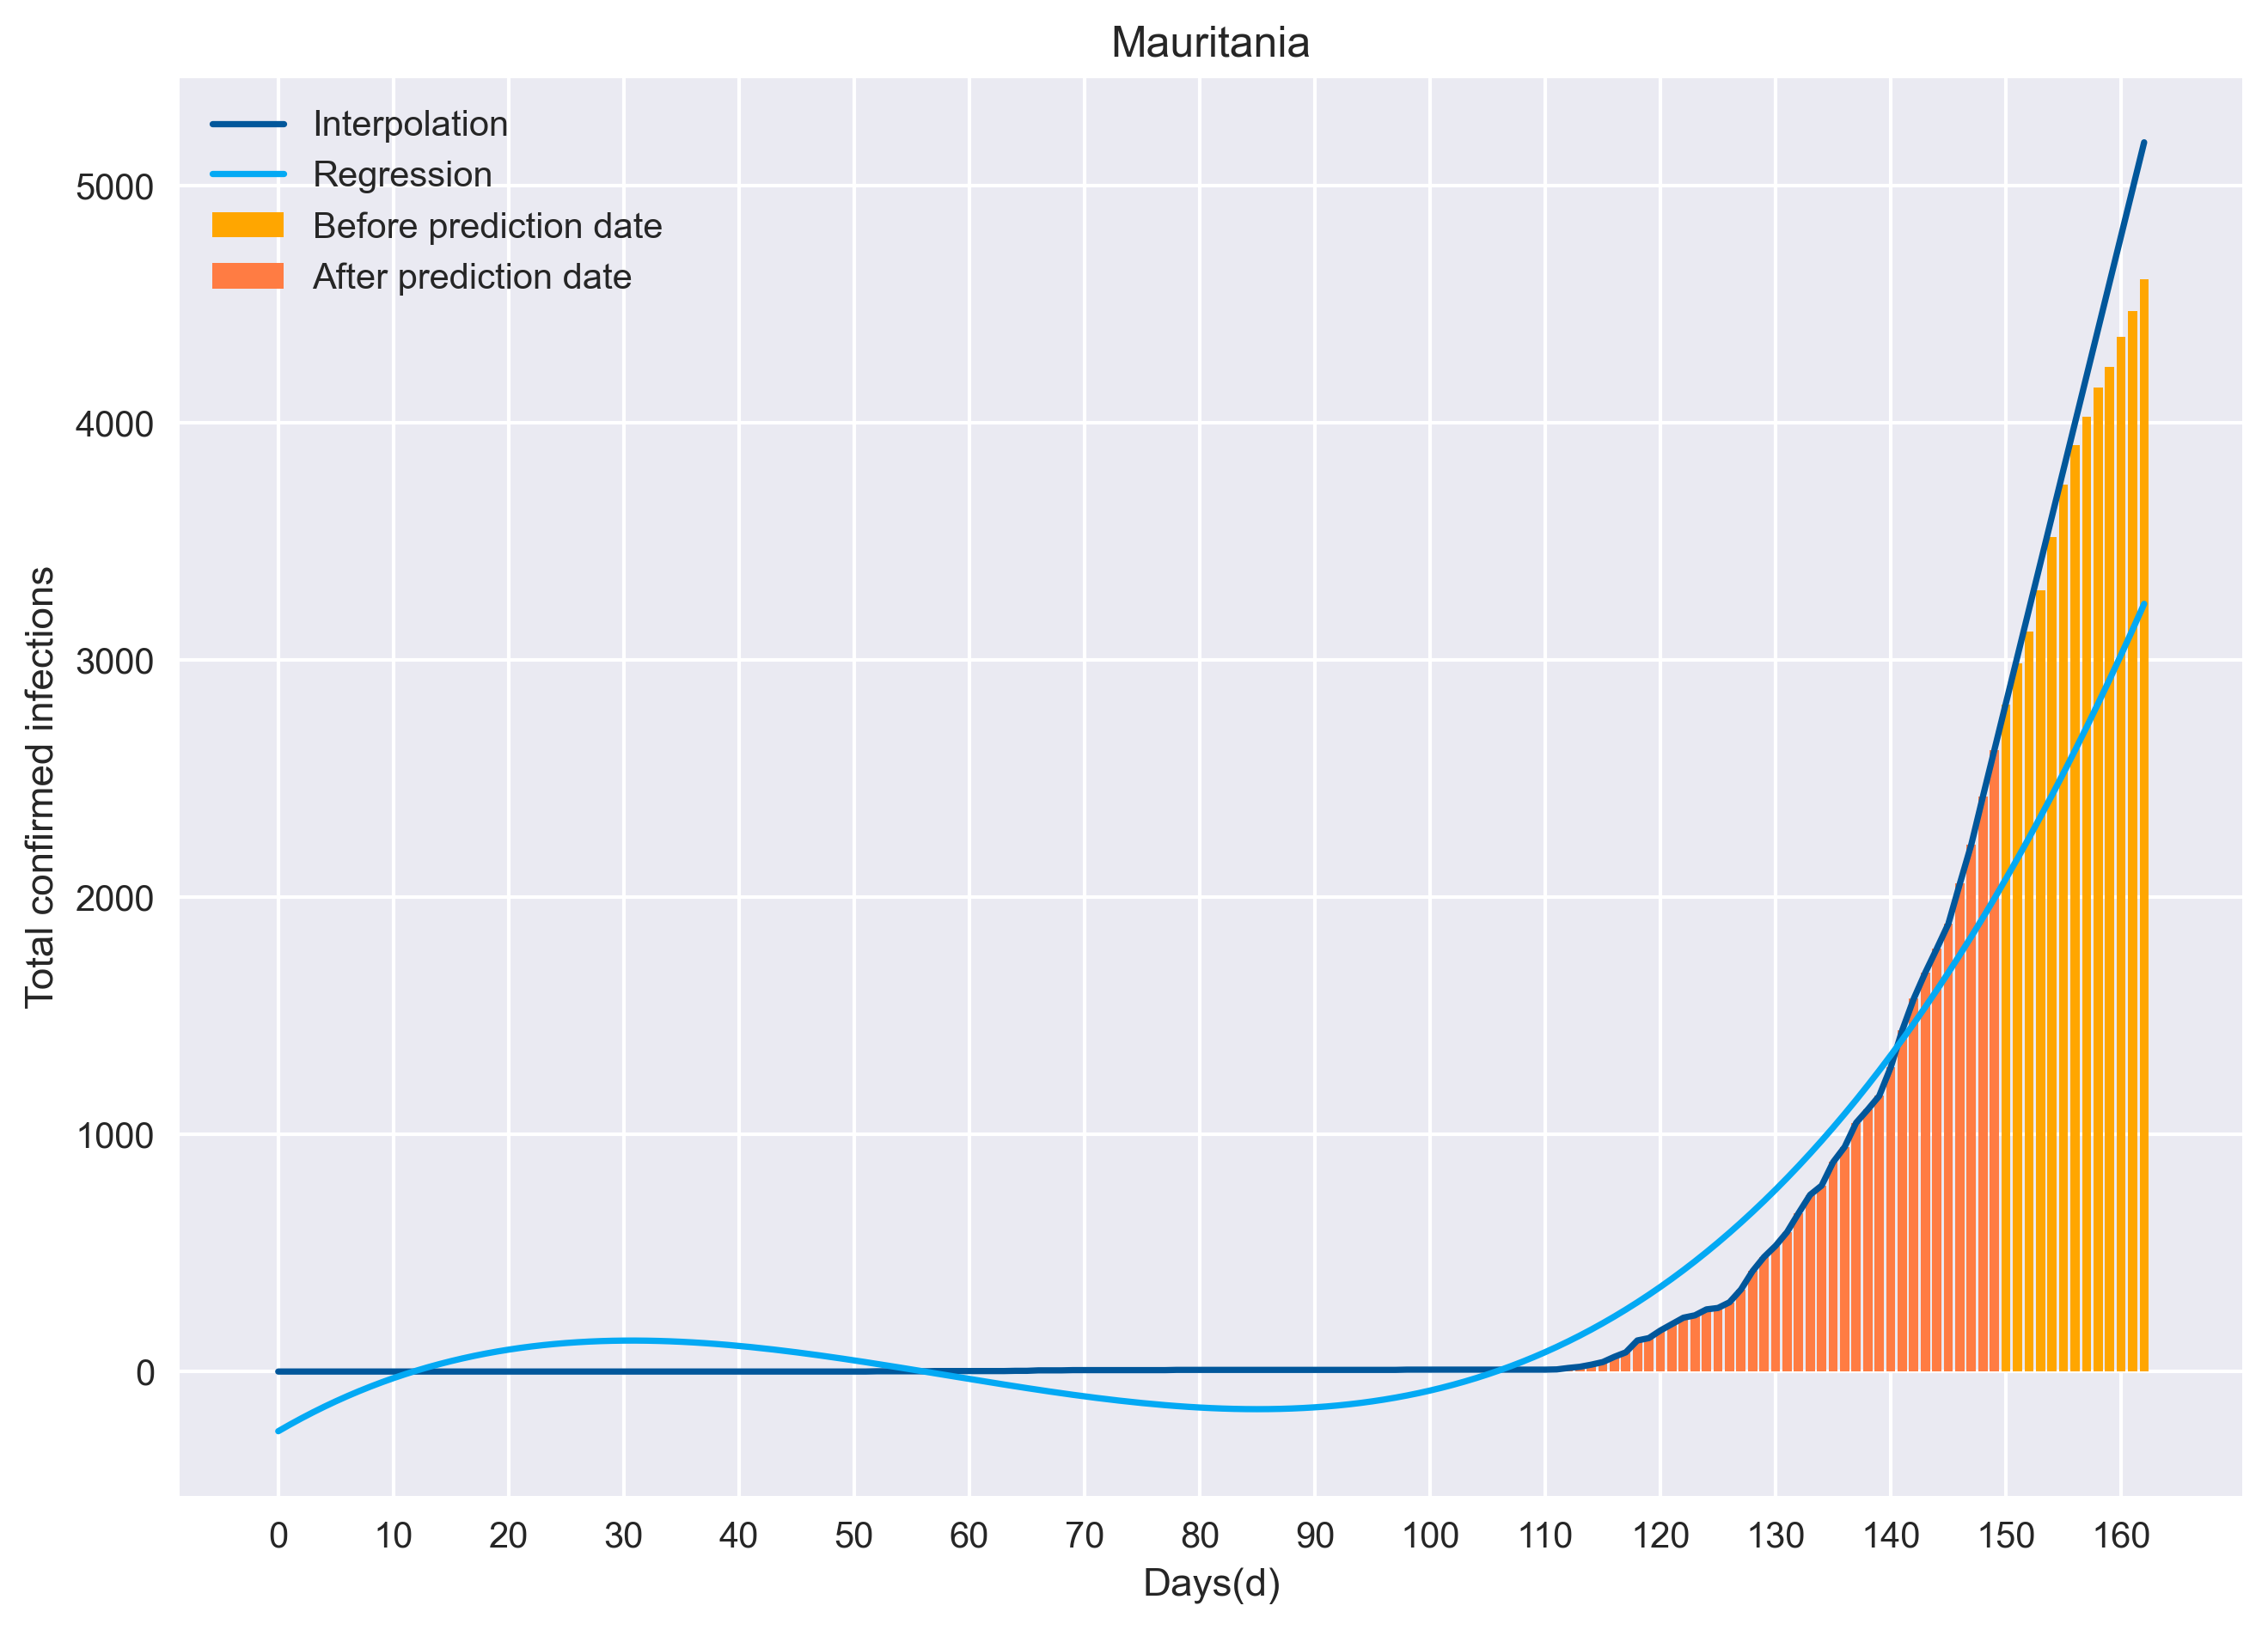 Mauritania
Interpolation
Regression
Before prediction date
After prediction date
5000
4000
3000
2000
1000
0
Total confirmed infections
0 10 20 30 40 50 60 70 80 90 100 110 120 130 140 150 160
Days(d)